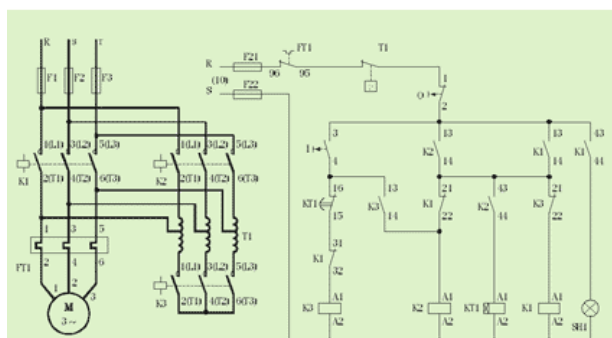 R S T
F1 F2 F3
1(L1) 3(L2) 5(L3)
K1
2(T1) 4(T2) 6(T3)
1(L1) 3(L2) 5(L3)
K2
2(T1) 4(T2) 6(T3)
1 3 5
FT1
2 4 6
T1
1(L1) 3(L2) 5(L3)
K3
2(T1) 4(T2) 6(T3)
1 2 3
M
3~
R F21 FT1 T1
96 95
(10)
S F22
1
O
2
3 13 13 43
I K2 K1 K1
4 14 14 44
16 13 21 43 21
KT1 K3 K1 K2 K3
15 14 22 44 22
31
K1
32
A1 A1 A1 A1
K3 K2 KT1 K1 SH1
A2 A2 A2 A2